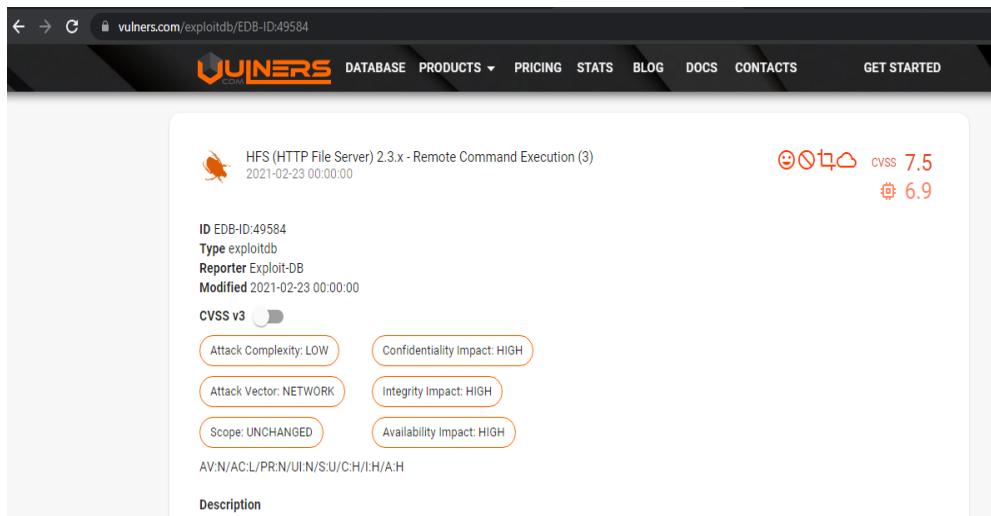 vulners.com/exploitdb/EDB-ID:49584
VULNERS
.COM
DATABASE PRODUCTS PRICING STATS BLOG DOCS CONTACTS GET STARTED
HFS (HTTP File Server) 2.3.x - Remote Command Execution (3)
2021-02-23 00:00:00
CVSS 7.5
6.9
ID EDB-ID:49584
Type exploitdb
Reporter Exploit-DB
Modified 2021-02-23 00:00:00
CVSS v3
Attack Complexity: LOW
Confidentiality Impact: HIGH
Attack Vector: NETWORK
Integrity Impact: HIGH
Scope: UNCHANGED
Availability Impact: HIGH
AV:N/AC:L/PR:N/UI:N/S:U/C:H/I:H/A:H
Description